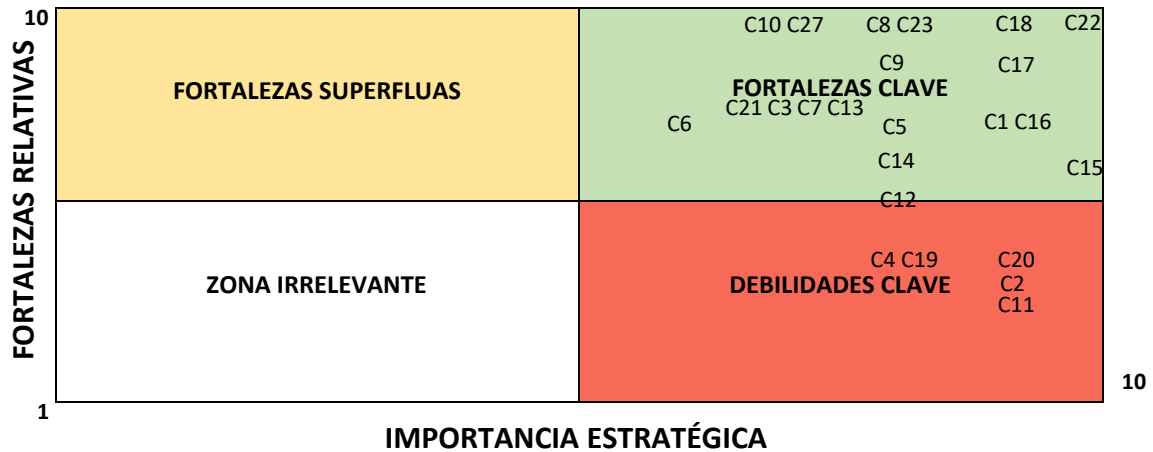 10
FORTALEZAS RELATIVAS
C10 C27 C8 C23 C18 C22
C9 C17
FORTALEZAS SUPERFLUAS FORTALEZAS CLAVE
C21 C3 C7 C13
C6 C5 C1 C16
C14
C15
C12
C4 C19 C20
ZONA IRRELEVANTE DEBILIDADES CLAVE C2
C11
10
1
IMPORTANCIA ESTRATÉGICA